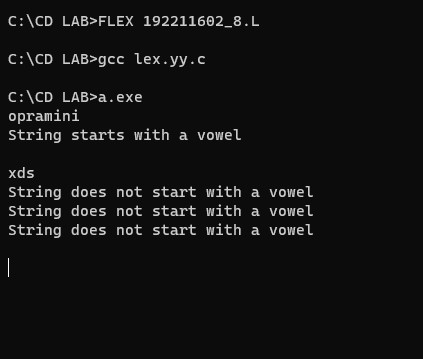 C:\CD LAB>FLEX 192211602_8.L
C:\CD LAB>gcc lex.yy.c
C:\CD LAB>a.exe
opramini
String starts with a vowel
xds
String does not start with a vowel
String does not start with a vowel
String does not start with a vowel